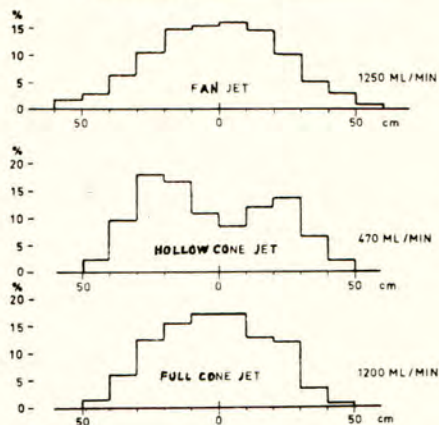 %
15 -
10 -
5 -
0 -
FAN JET
1250 ML/MIN
50 0 50 cm
%
20 -
15 -
10 -
5 -
0 -
HOLLOW CONE JET
470 ML/MIN
50 0 50 cm
%
20 -
15 -
10 -
5 -
0 -
FULL CONE JET
1200 ML/MIN
50 0 50 cm